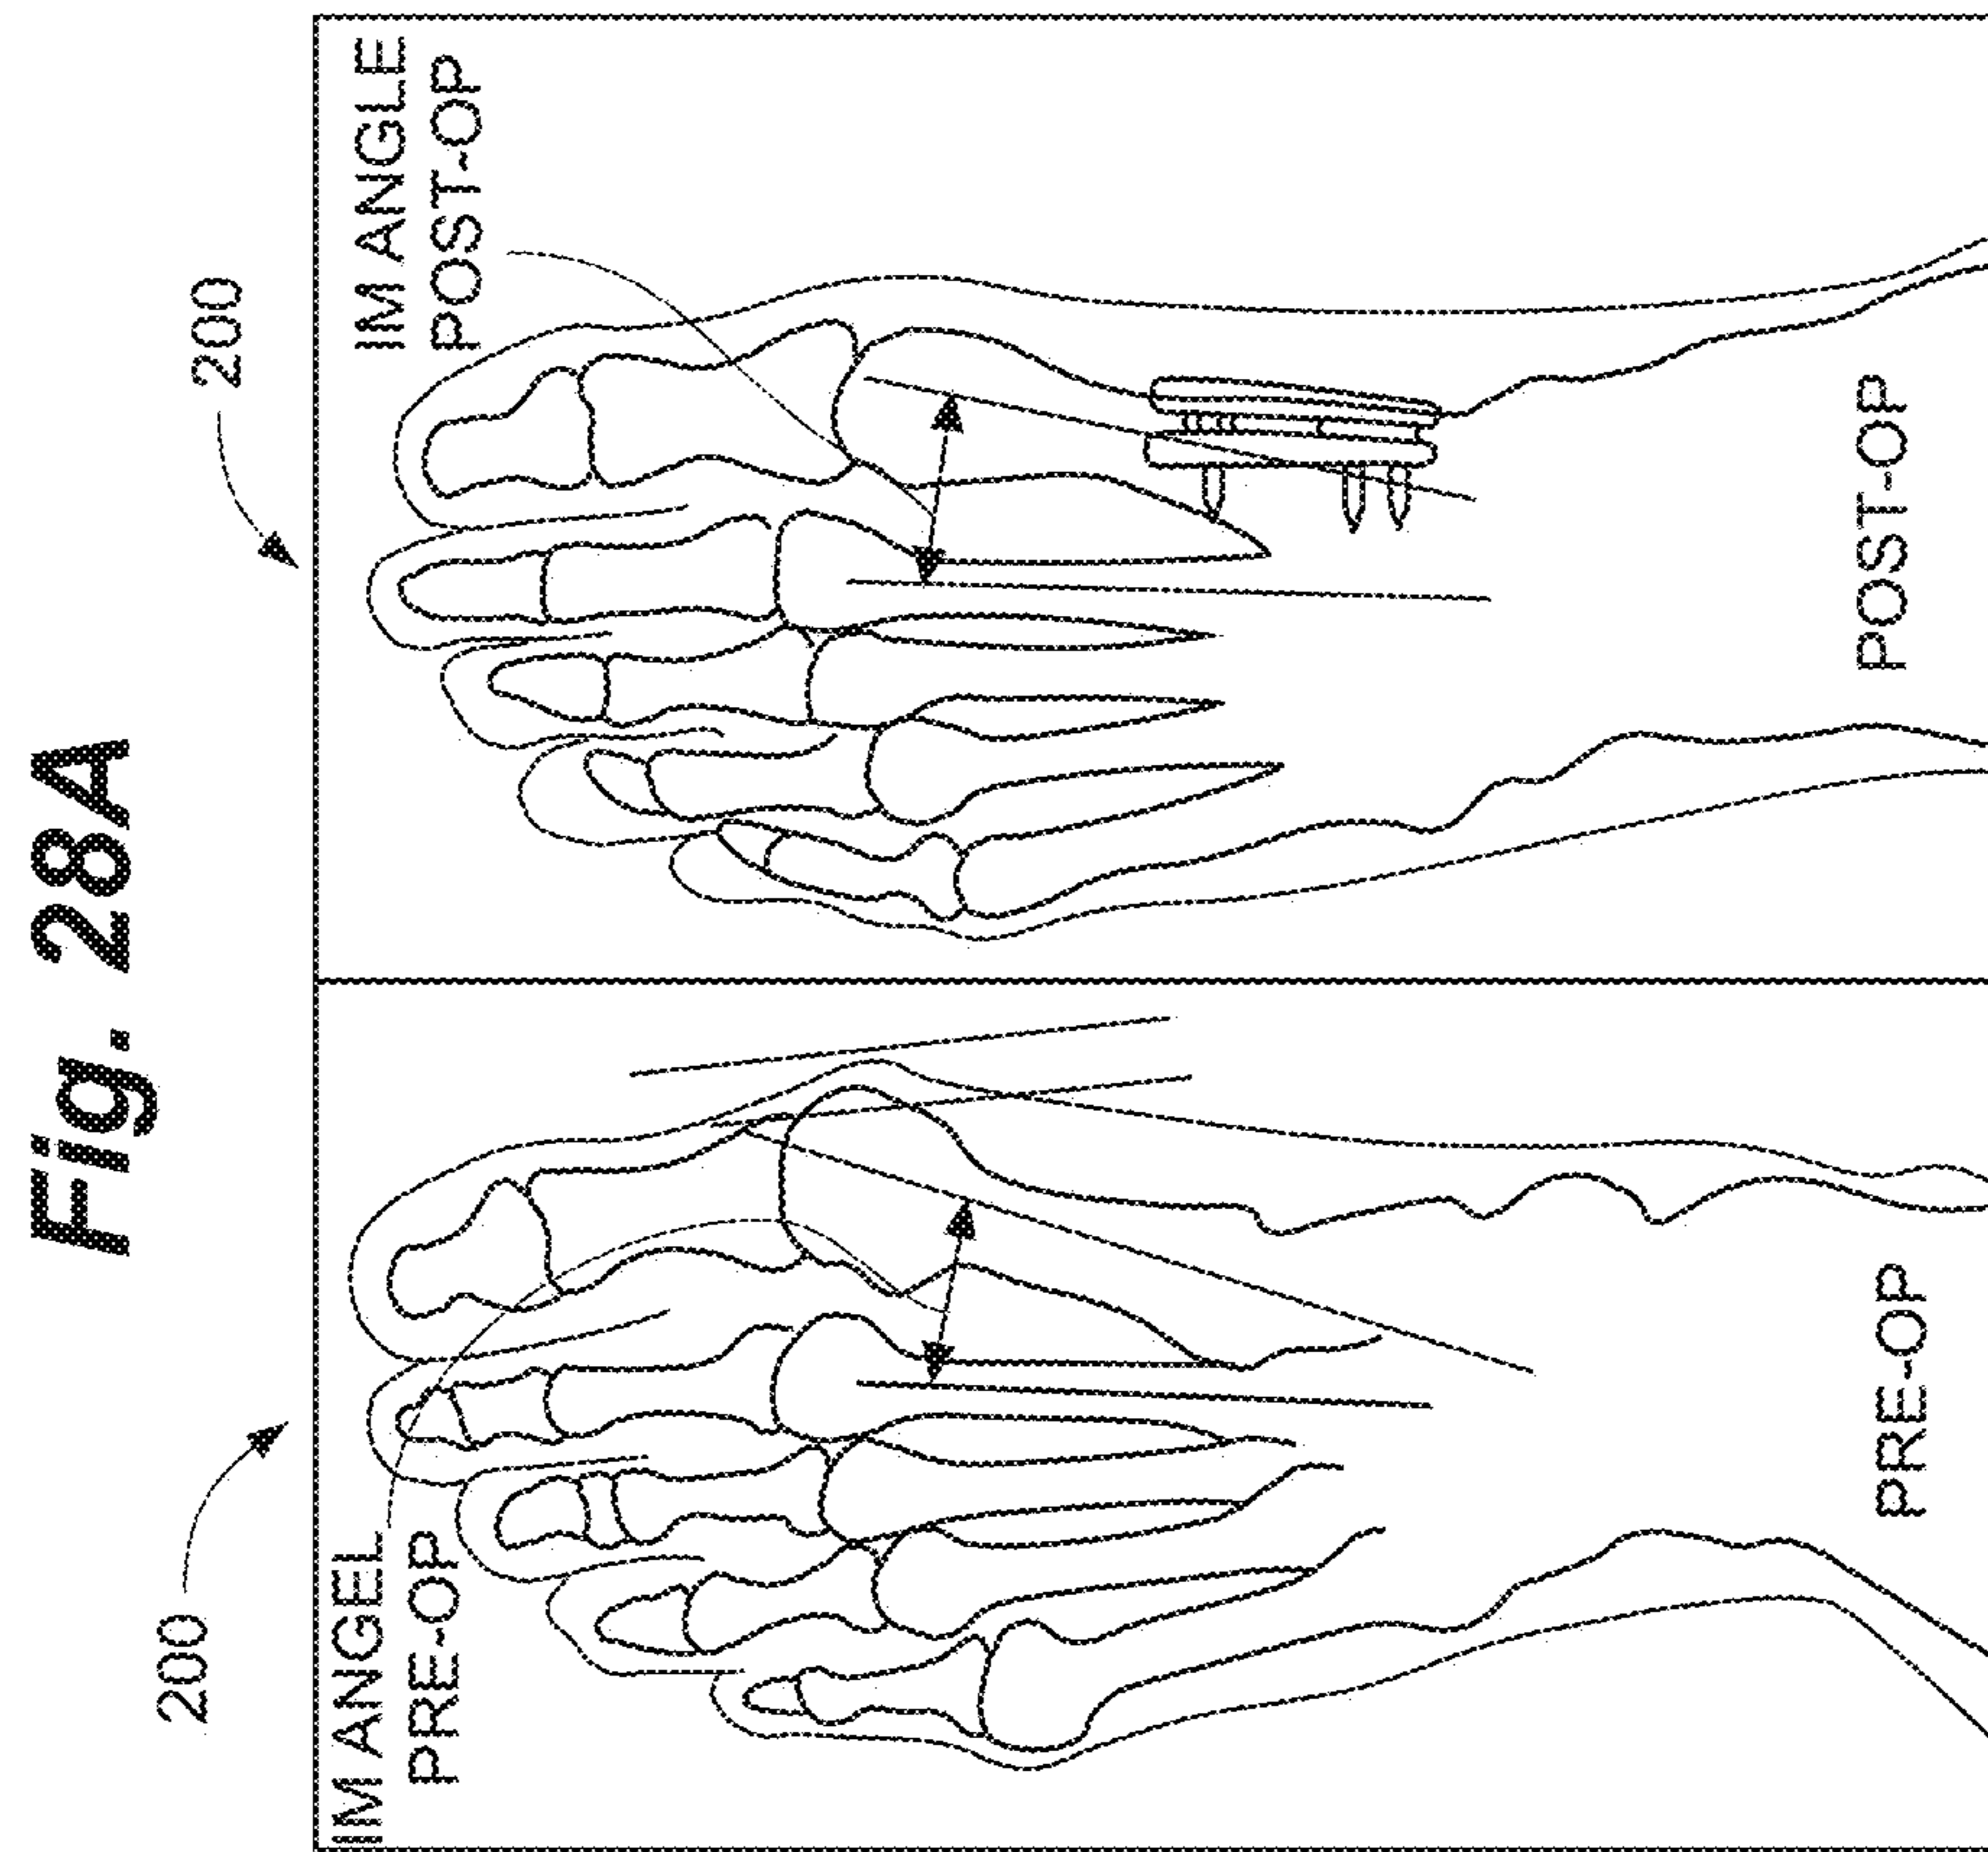 Fig. 28A
200
200
IM ANGEL
PRE-OP
IM ANGLE
POST-OP
PRE-OP
POST-OP